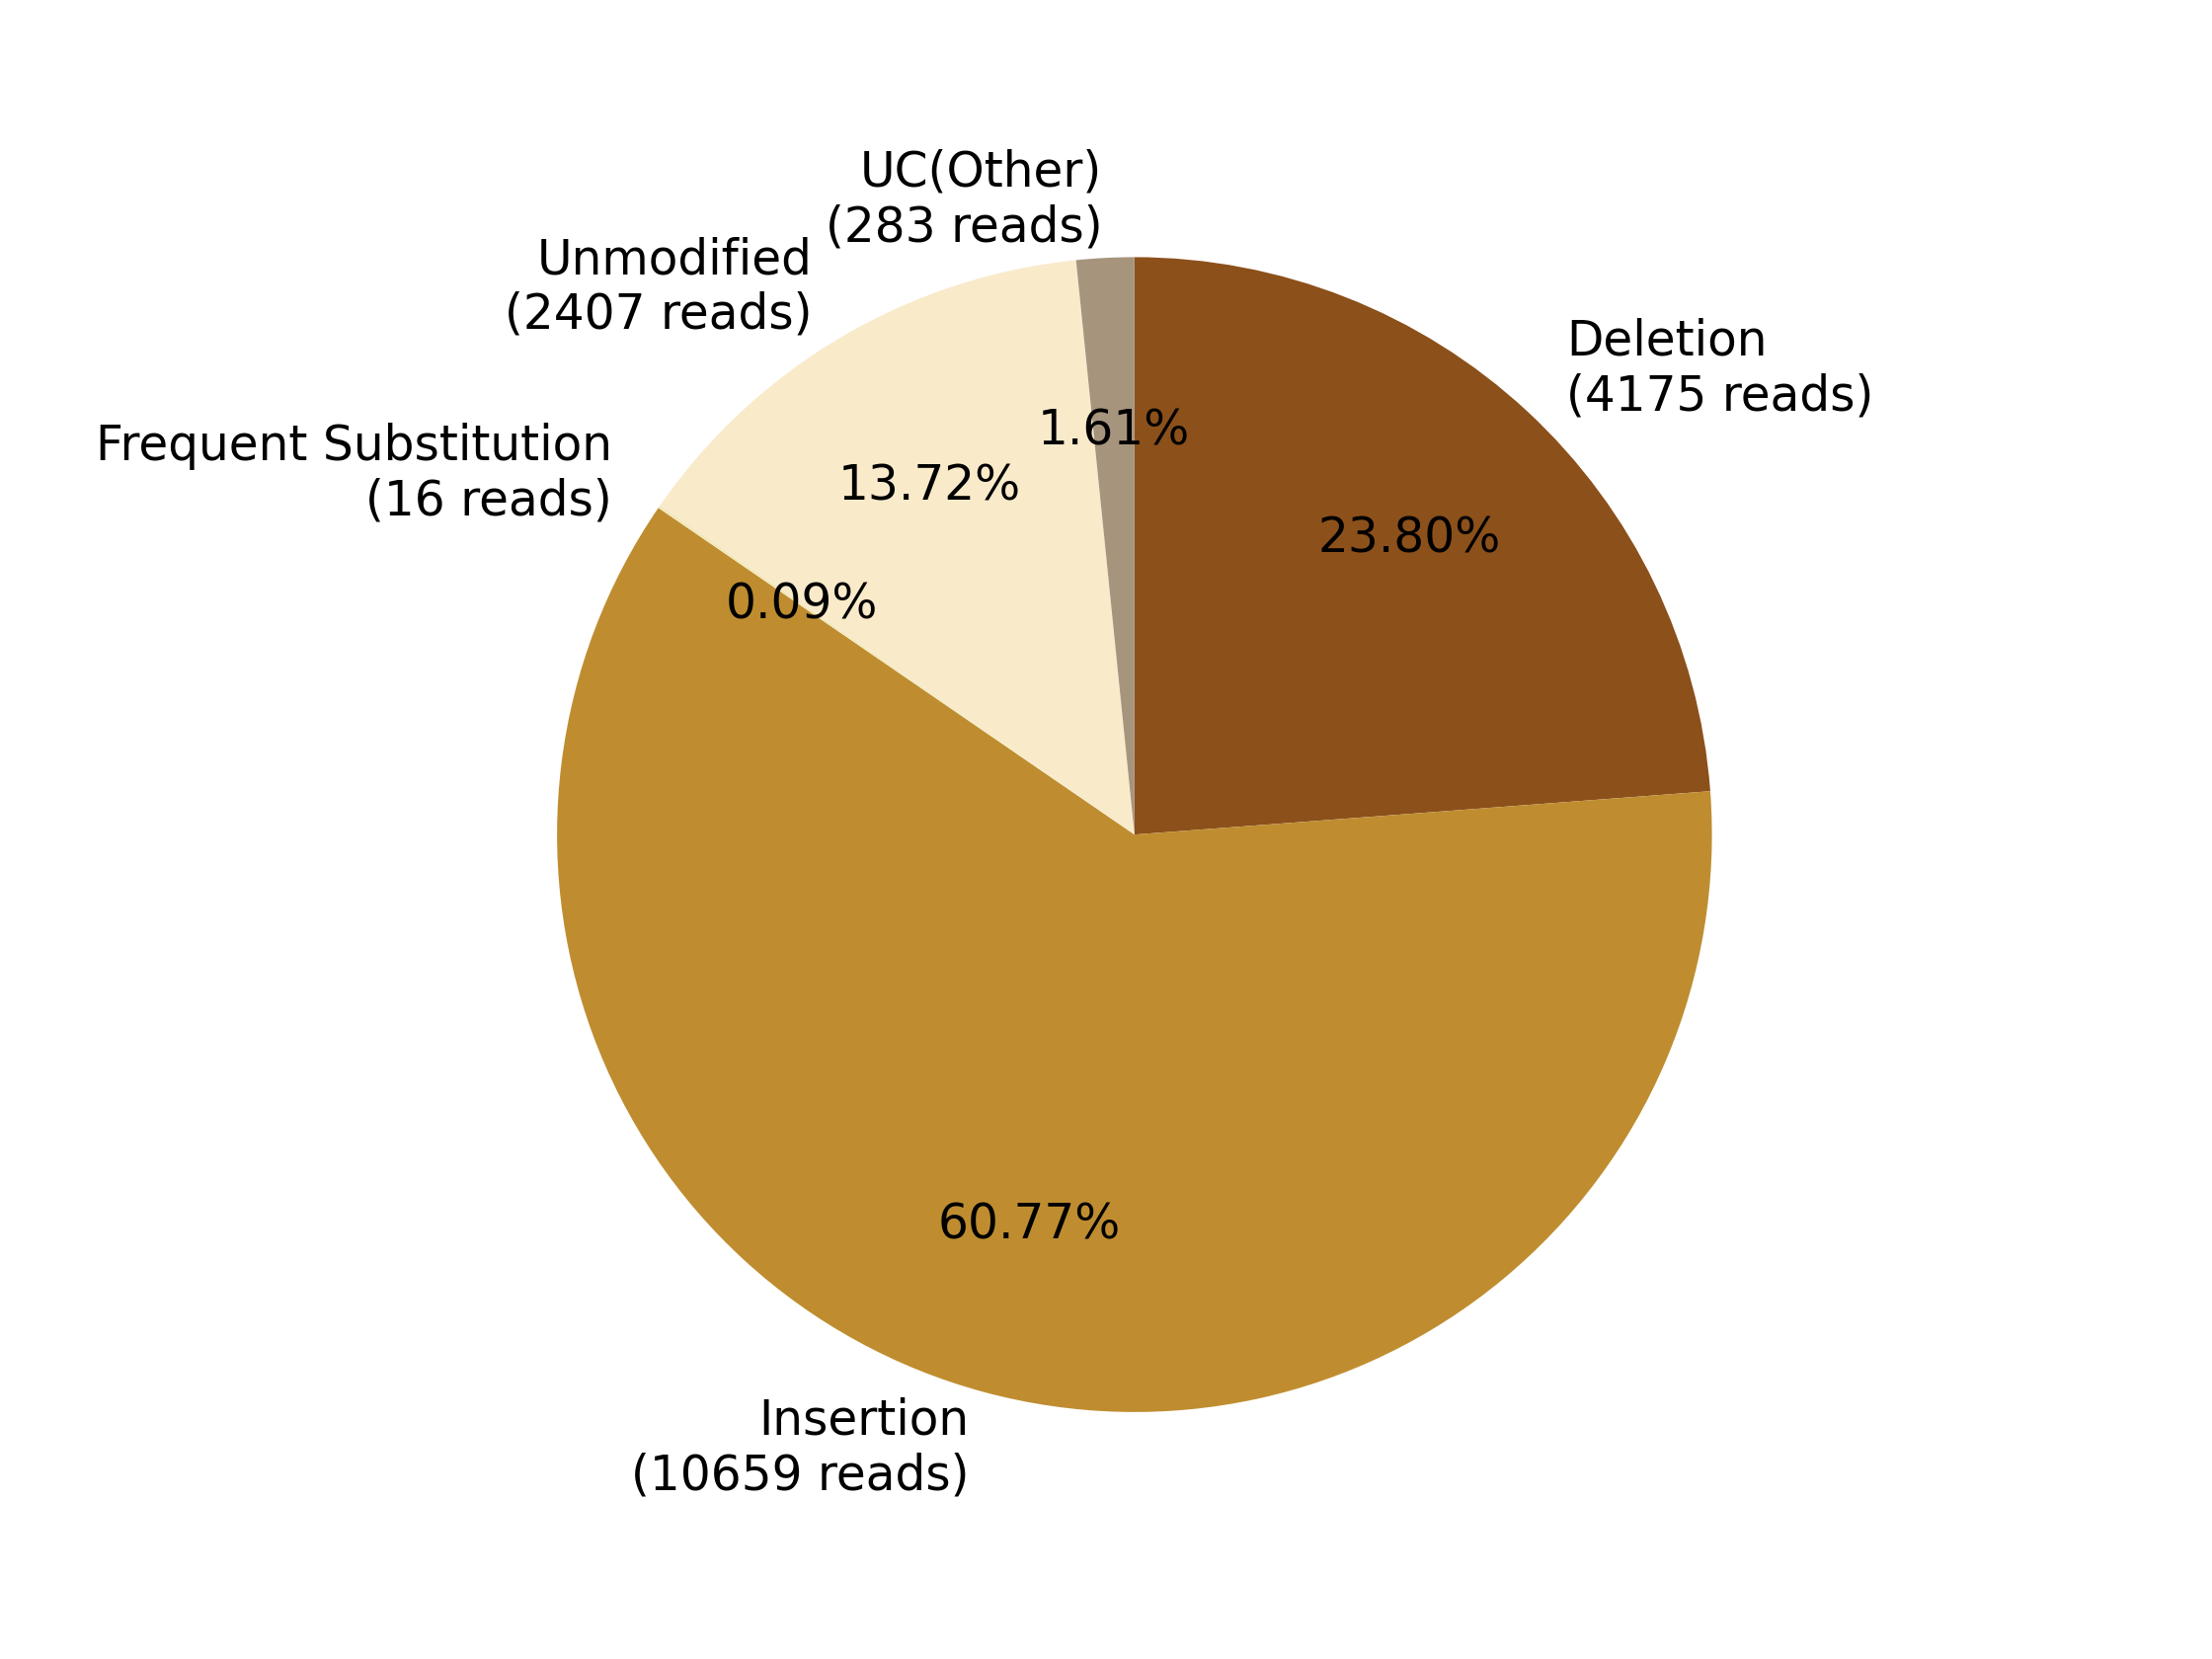 UC(Other)
(283 reads)
Unmodified
(2407 reads)
Deletion
(4175 reads)
Frequent Substitution
(16 reads)
1.61%
13.72%
23.80%
0.09%
60.77%
Insertion
(10659 reads)